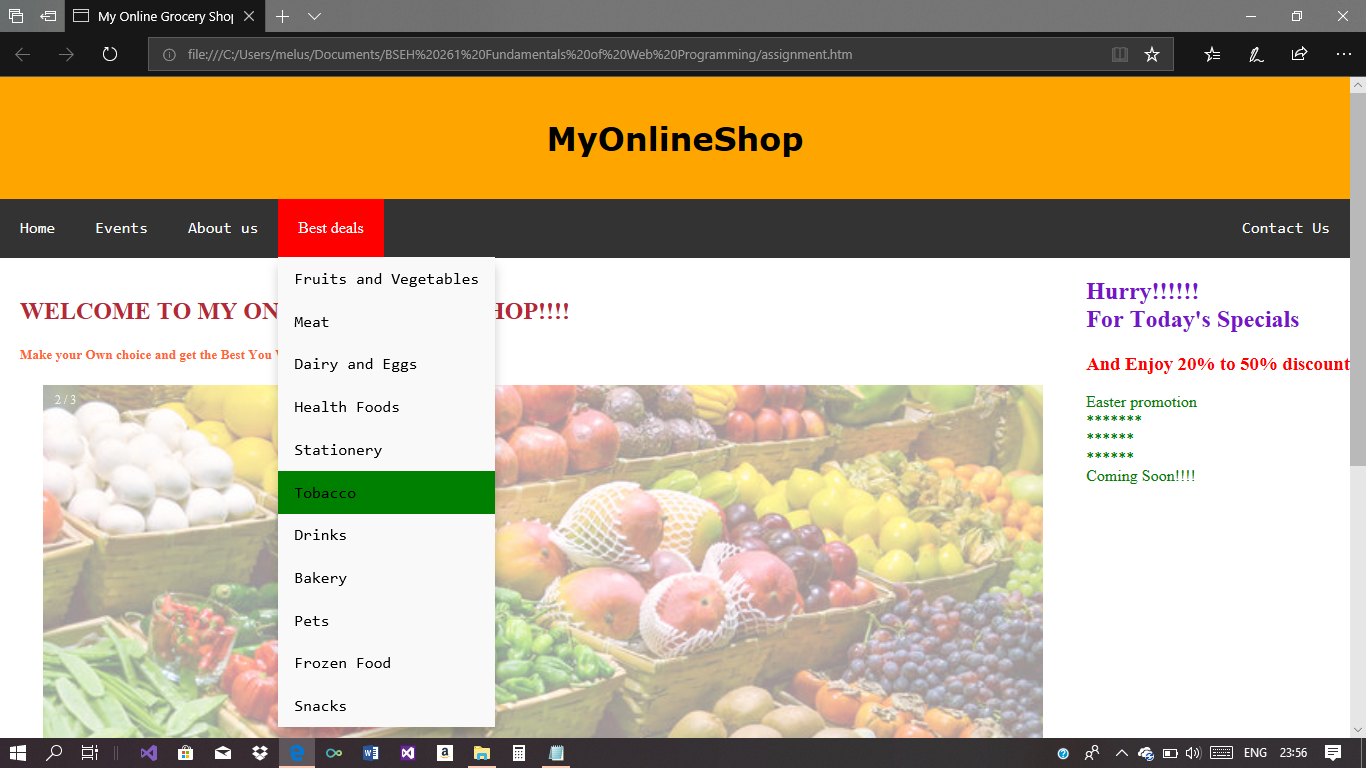 My Online Grocery Shop
file:///C:/Users/melus/Documents/BSEH%20261%20Fundamentals%20of%20Web%20Programming/assignment.htm
MyOnlineShop
Home Events About us Best deals Contact Us
Fruits and Vegetables
Meat
Dairy and Eggs
Health Foods
Stationery
Tobacco
Drinks
Bakery
Pets
Frozen Food
Snacks
WELCOME TO MY ON HOP!!!!
Make your Own choice and get the Best You
2 / 3
Hurry!!!!!!
For Today's Specials
And Enjoy 20% to 50% discount
Easter promotion
*******
******
******
Coming Soon!!!!
ENG 23:56